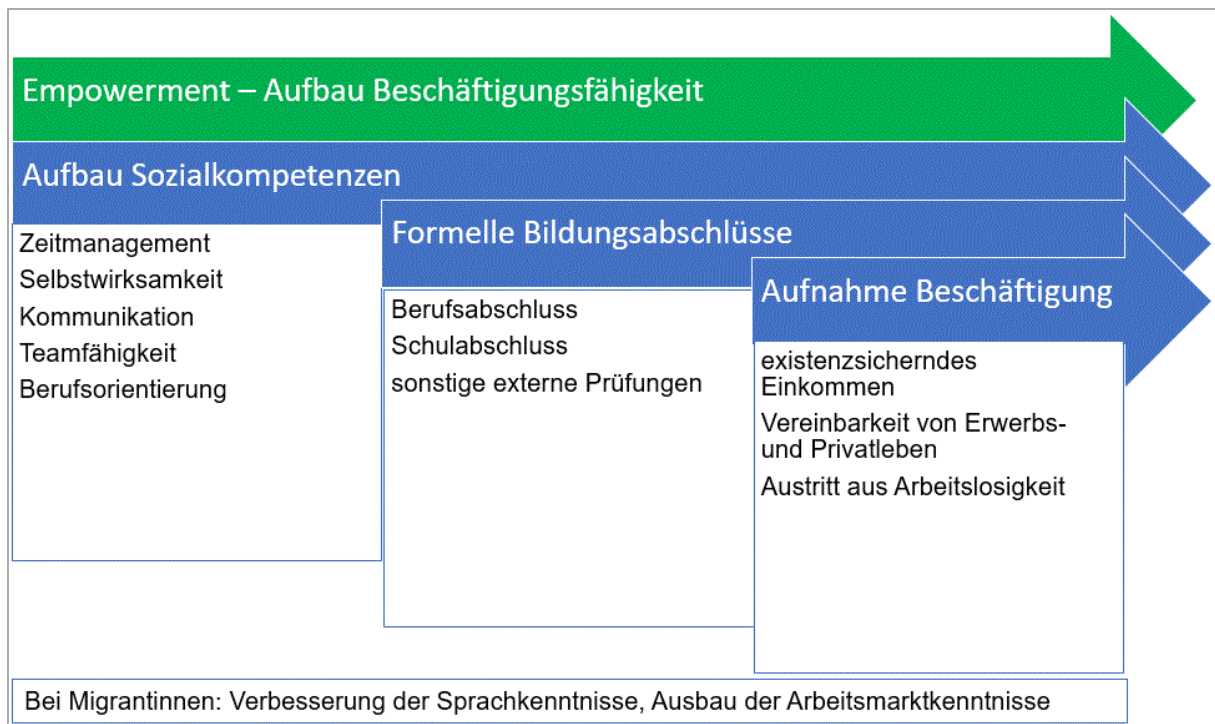 Empowerment – Aufbau Beschäftigungsfähigkeit
Aufbau Sozialkompetenzen
Zeitmanagement
Selbstwirksamkeit
Kommunikation
Teamfähigkeit
Berufsorientierung
Formelle Bildungsabschlüsse
Berufsabschluss
Schulabschluss
sonstige externe Prüfungen
Aufnahme Beschäftigung
existenzsicherndes
Einkommen
Vereinbarkeit von Erwerbs-
und Privatleben
Austritt aus Arbeitslosigkeit
Bei Migrantinnen: Verbesserung der Sprachkenntnisse, Ausbau der Arbeitsmarktkenntnisse